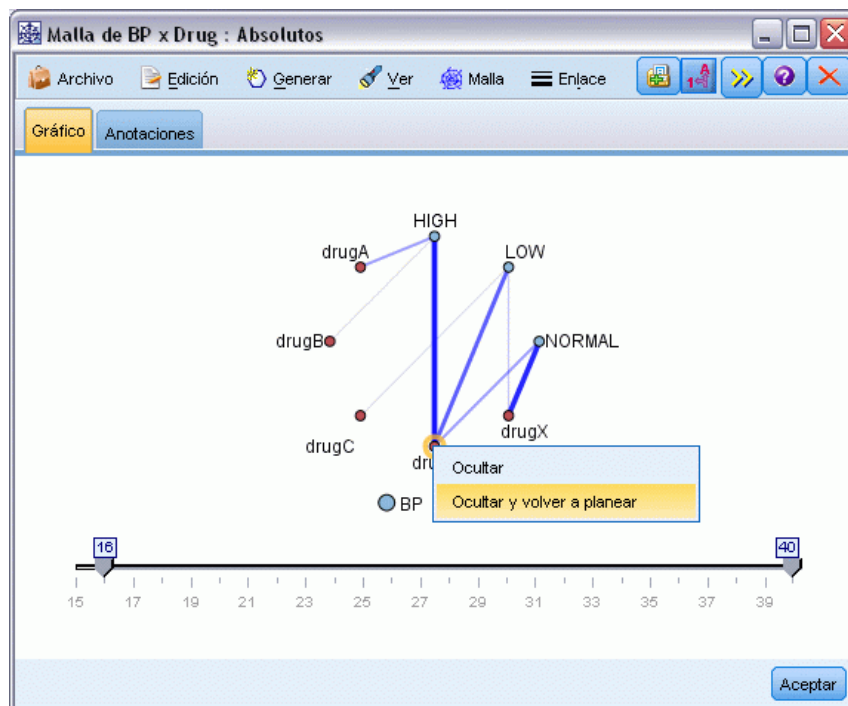 Malla de BP x Drug : Absolutos
Archivo Edición Generar Ver Malla Enlace
Gráfico Anotaciones
HIGH
drugA
LOW
drugB
NORMAL
drugC
drugX
Ocultar
Ocultar y volver a planear
BP
16 40
15 17 19 21 23 25 27 29 31 33 35 37 39
Aceptar